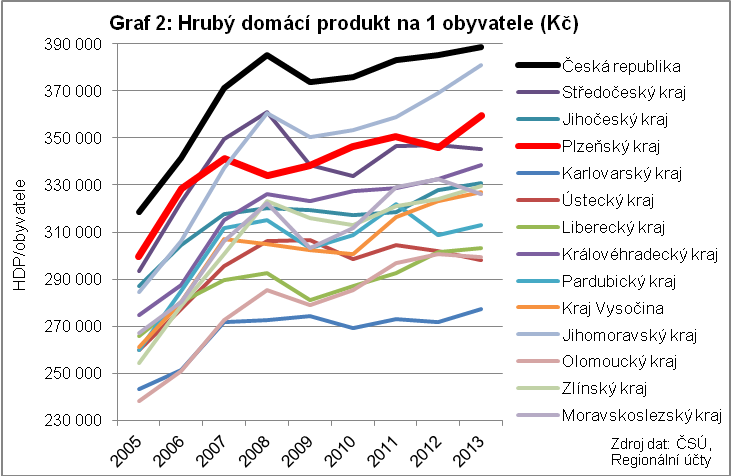 Graf 2: Hrubý domácí produkt na 1 obyvatele (Kč)
HDP/obyvatele
390 000
370 000
350 000
330 000
310 000
290 000
270 000
250 000
230 000
2005
2006
2007
2008
2009
2010
2011
2012
2013
Česká republika
Středočeský kraj
Jihočeský kraj
Plzeňský kraj
Karlovarský kraj
Ústecký kraj
Liberecký kraj
Královéhradecký kraj
Pardubický kraj
Kraj Vysočina
Jihomoravský kraj
Olomoucký kraj
Zlínský kraj
Moravskoslezský kraj
Zdroj dat: ČSÚ,
Regionální účty